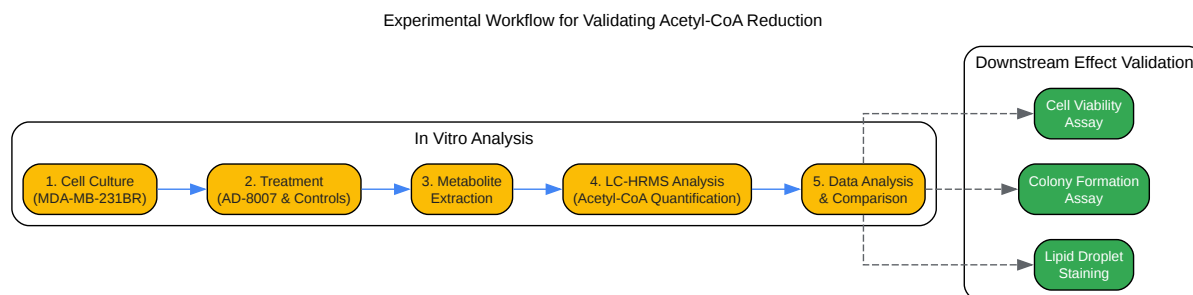 Experimental Workflow for Validating Acetyl-CoA Reduction
Downstream Effect Validation
In Vitro Analysis
1. Cell Culture
(MDA-MB-231BR)
2. Treatment
(AD-8007 & Controls)
3. Metabolite
Extraction
4. LC-HRMS Analysis
(Acetyl-CoA Quantification)
5. Data Analysis
& Comparison
Cell Viability
Assay
Colony Formation
Assay
Lipid Droplet
Staining